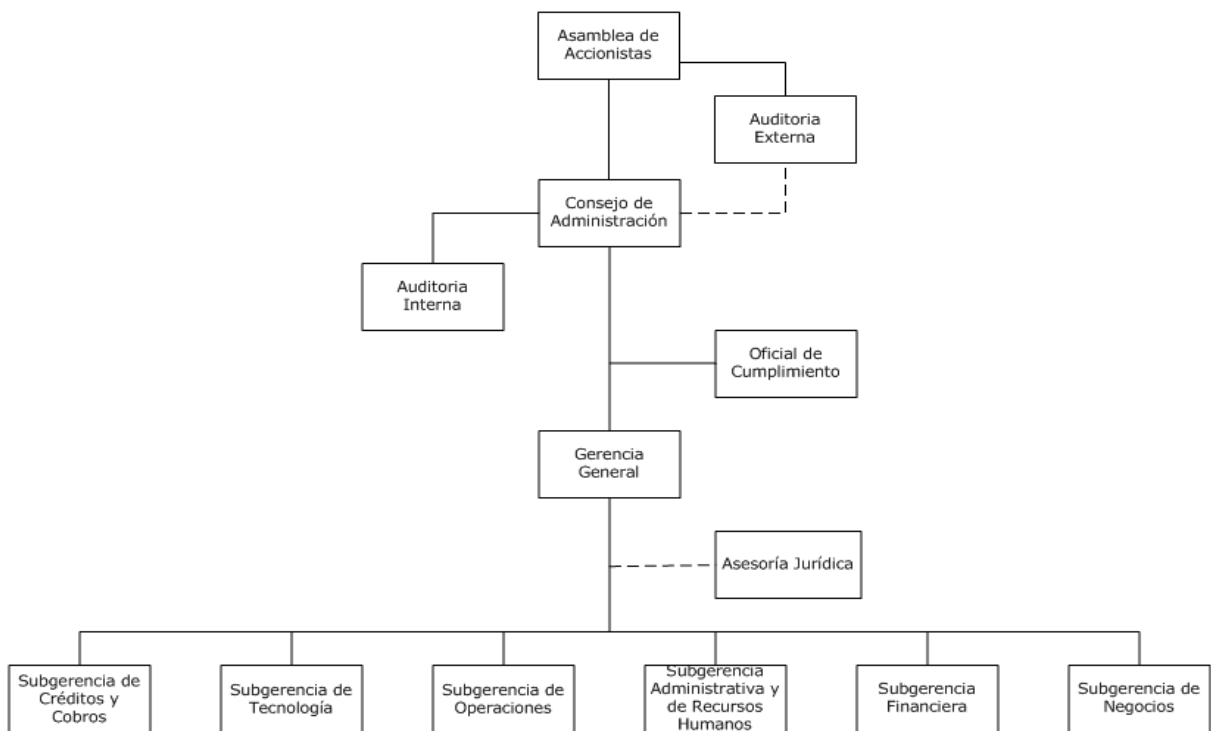 Asamblea de
Accionistas
Auditoria
Externa
Consejo de
Administración
Auditoria
Interna
Oficial de
Cumplimiento
Gerencia
General
Asesoría Jurídica
Subgerencia de
Créditos y
Cobros
Subgerencia de
Tecnología
Subgerencia de
Operaciones
Subgerencia
Administrativa y
de Recursos
Humanos
Subgerencia
Financiera
Subgerencia de
Negocios